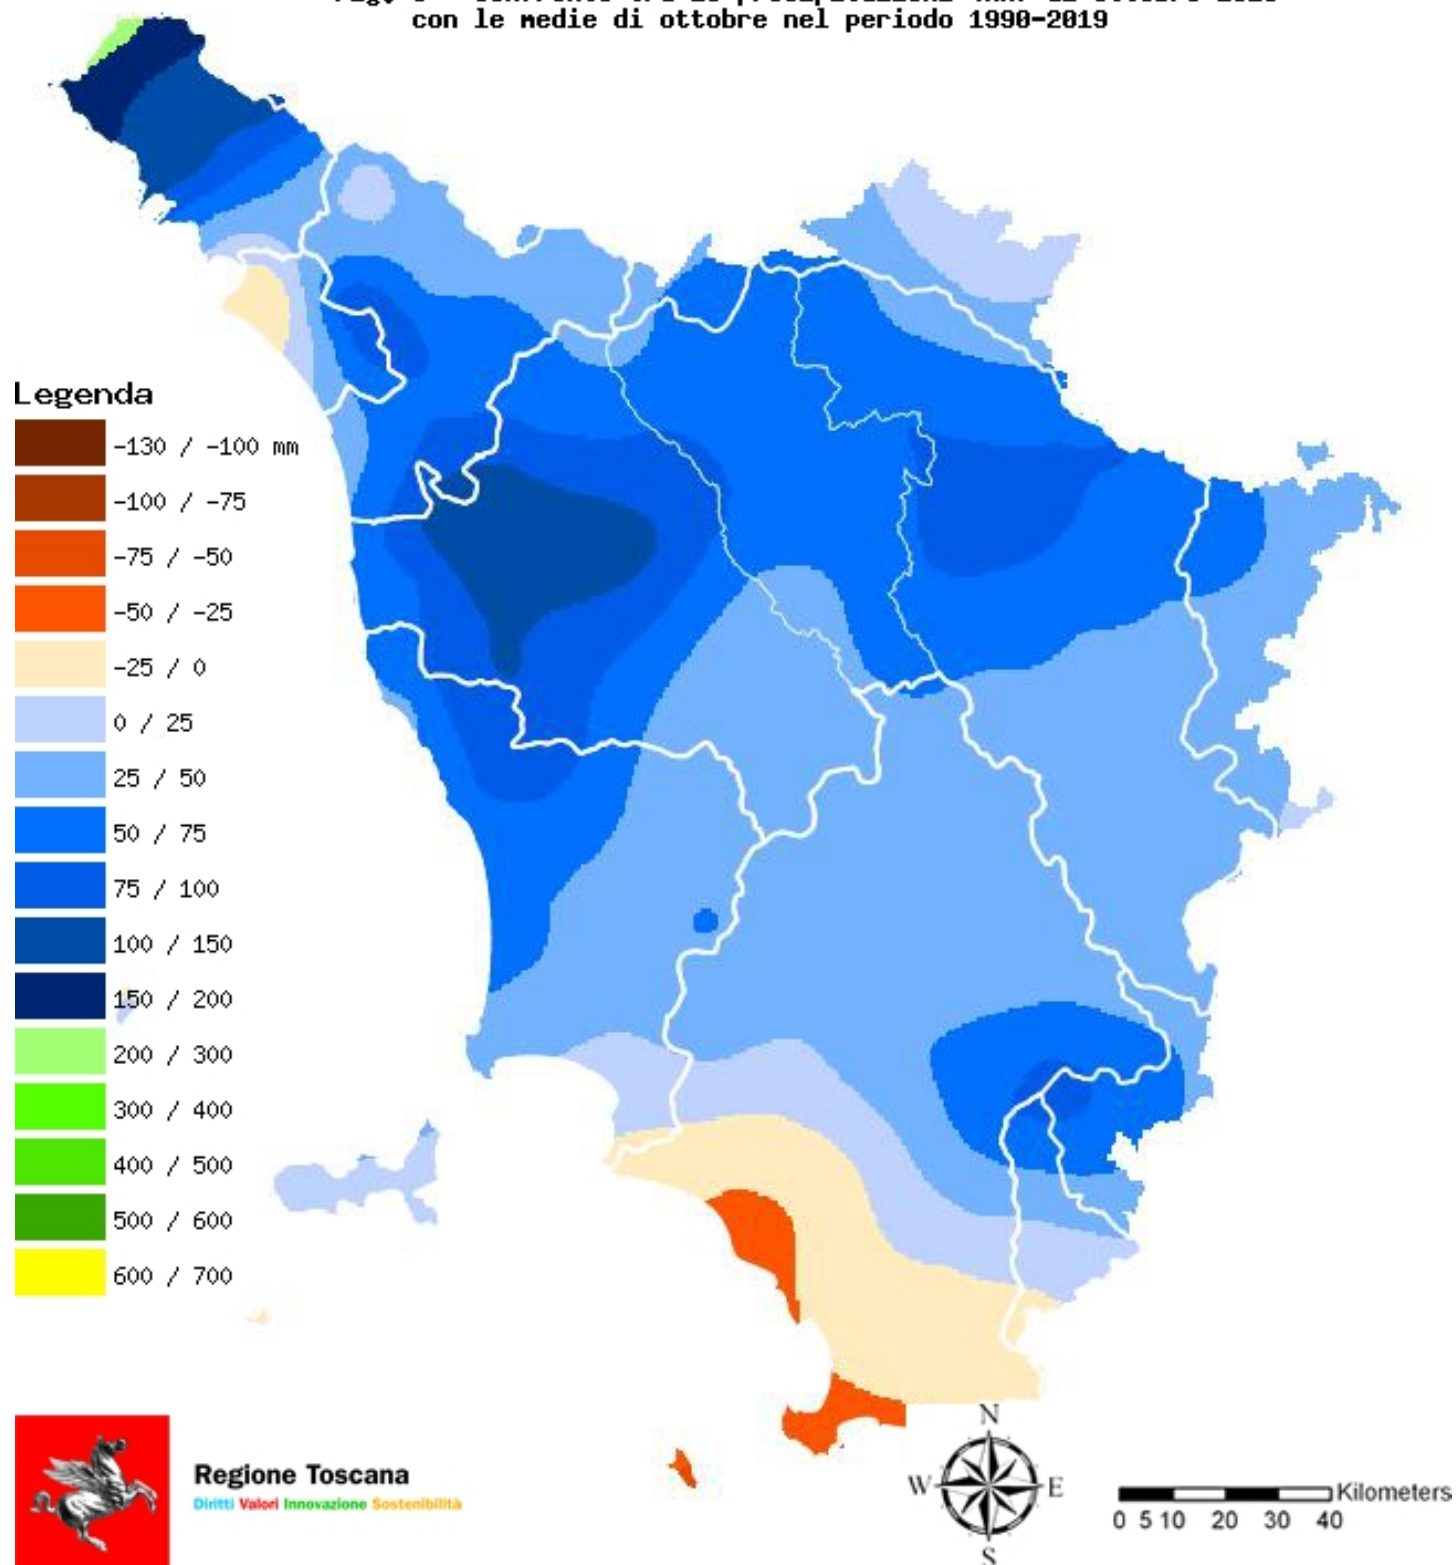 con le medie di ottobre nel periodo 1990-2019
Legenda
-130 / -100 mm
-100 / -75
-75 / -50
-50 / -25
-25 / 0
0 / 25
25 / 50
50 / 75
75 / 100
100 / 150
150 / 200
200 / 300
300 / 400
400 / 500
500 / 600
600 / 700
Regione Toscana
Diritti Valori Innovazione Sostenibilità
N
W E
S
Kilometers
0 5 10 20 30 40